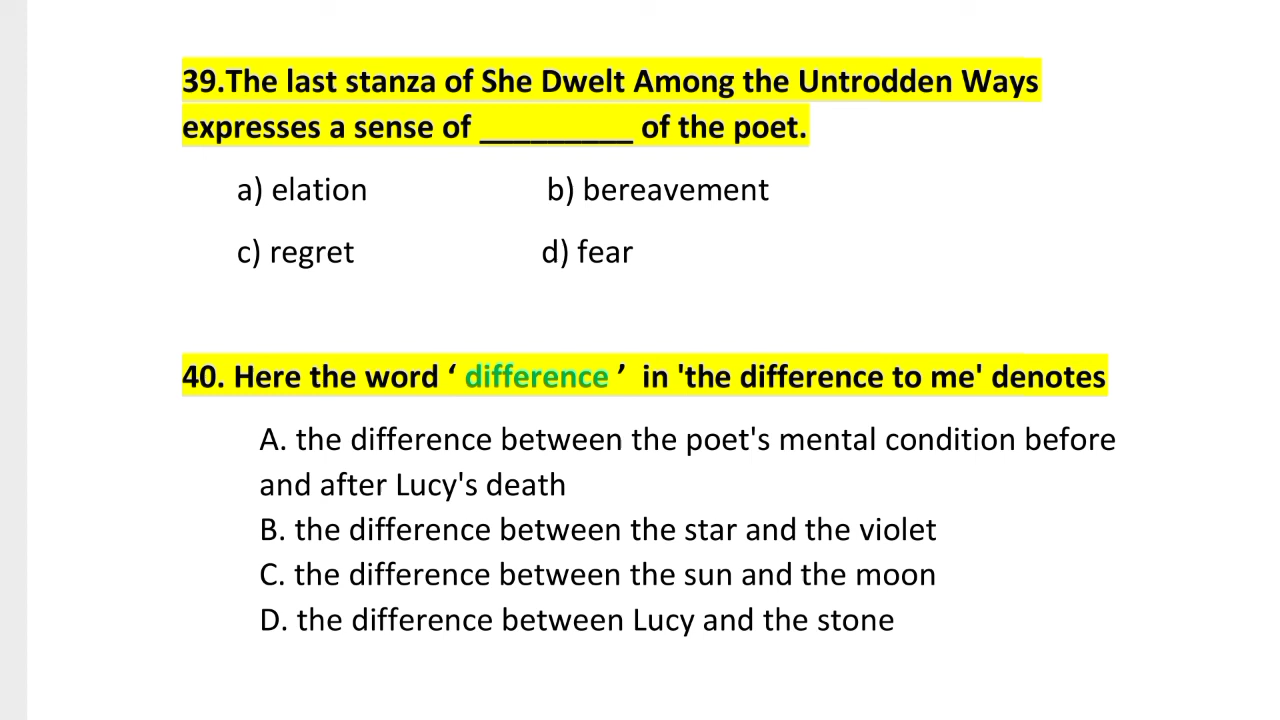 39.The last stanza of She Dwelt Among the Untrodden Ways
expresses a sense of _________ of the poet.
a) elation b) bereavement
c) regret d) fear
40. Here the word ‘ difference ’ in 'the difference to me' denotes
A. the difference between the poet's mental condition before
and after Lucy's death
B. the difference between the star and the violet
C. the difference between the sun and the moon
D. the difference between Lucy and the stone